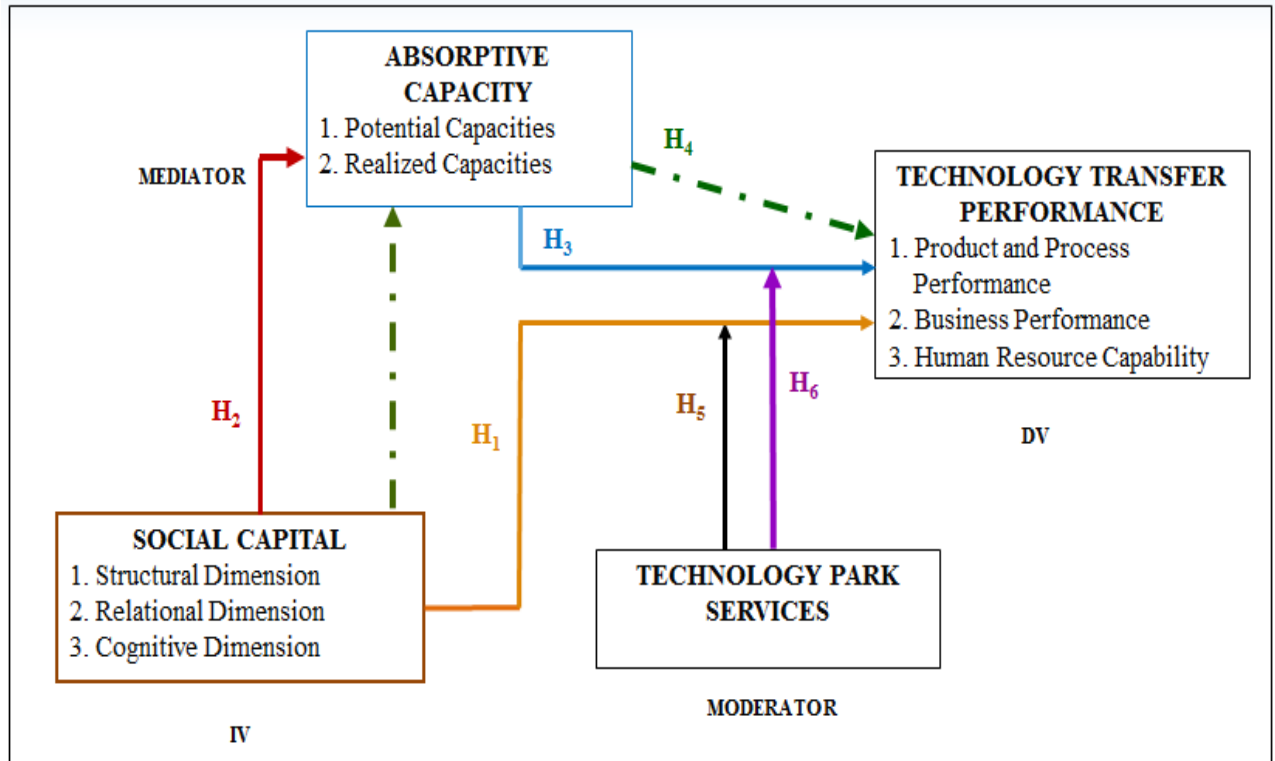 ABSORPTIVE
CAPACITY
1. Potential Capacities
2. Realized Capacities
MEDIATOR
H4
TECHNOLOGY TRANSFER
PERFORMANCE
1. Product and Process
Performance
2. Business Performance
3. Human Resource Capability
DV
H3
H2
H1
H5
H6
SOCIAL CAPITAL
1. Structural Dimension
2. Relational Dimension
3. Cognitive Dimension
IV
TECHNOLOGY PARK
SERVICES
MODERATOR